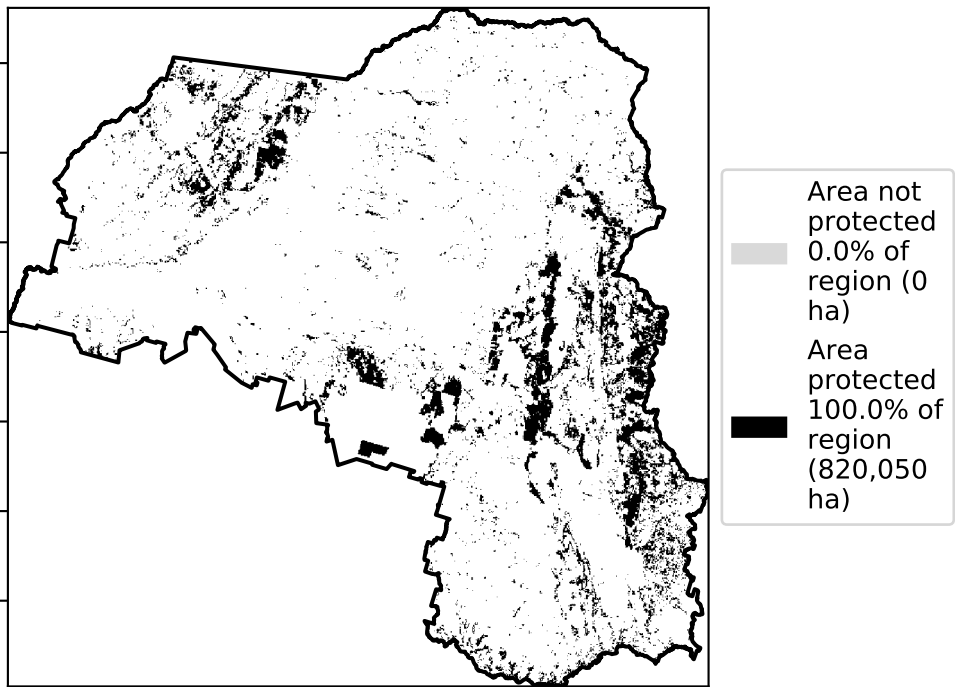 Area not
protected
0.0% of
region (0
ha)
Area
protected
100.0% of
region
(820,050
ha)